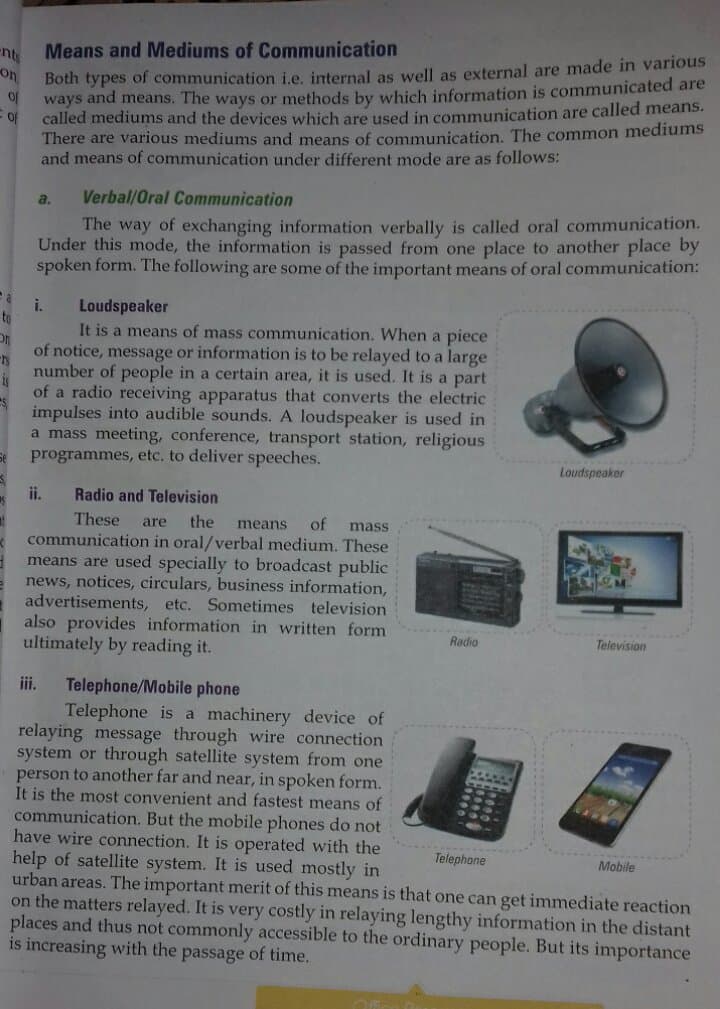 Means and Mediums of Communication
Both types of communication i.e. internal as well as external are made in various
ways and means. The ways or methods by which information is communicated are
called mediums and the devices which are used in communication are called means.
There are various mediums and means of communication. The common mediums
and means of communication under different mode are as follows:
a. Verbal/Oral Communication
The way of exchanging information verbally is called oral communication.
Under this mode, the information is passed from one place to another place by
spoken form. The following are some of the important means of oral communication:
i. Loudspeaker
It is a means of mass communication. When a piece
of notice, message or information is to be relayed to a large
number of people in a certain area, it is used. It is a part
of a radio receiving apparatus that converts the electric
impulses into audible sounds. A loudspeaker is used in
a mass meeting, conference, transport station, religious
programmes, etc. to deliver speeches.
Loudspeaker
ii. Radio and Television
These are the means of mass
communication in oral/verbal medium. These
means are used specially to broadcast public
news, notices, circulars, business information,
advertisements, etc. Sometimes television
also provides information in written form
ultimately by reading it.
Radio
Television
iii. Telephone/Mobile phone
Telephone is a machinery device of
relaying message through wire connection
system or through satellite system from one
person to another far and near, in spoken form.
It is the most convenient and fastest means of
communication. But the mobile phones do not
have wire connection. It is operated with the
help of satellite system. It is used mostly in
urban areas. The important merit of this means is that one can get immediate reaction
on the matters relayed. It is very costly in relaying lengthy information in the distant
places and thus not commonly accessible to the ordinary people. But its importance
is increasing with the passage of time.
Telephone
Mobile